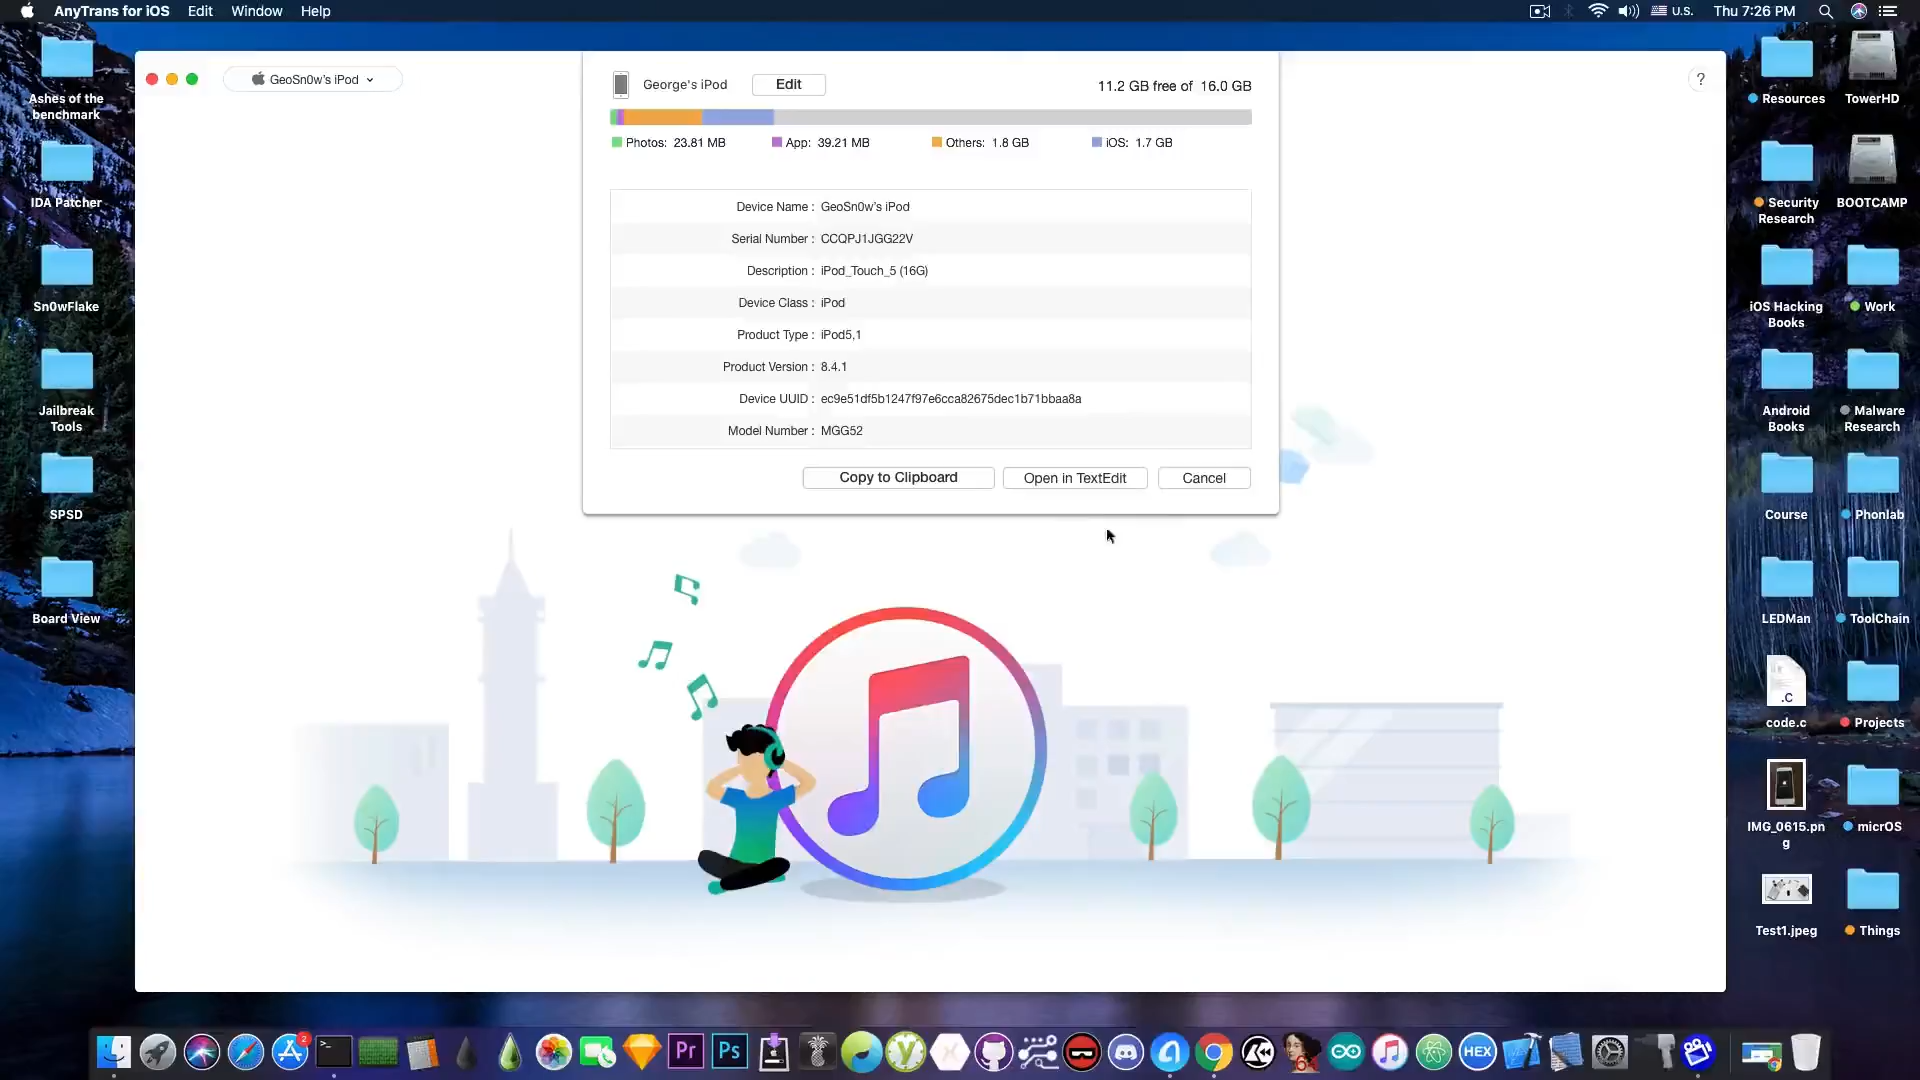 AnyTrans for iOS Edit Window Help
U.S. Thu 7:26 PM
GeoSn0w's iPod
?
George's iPod Edit 11.2 GB free of 16.0 GB
Photos: 23.81 MB App: 39.21 MB Others: 1.8 GB iOS: 1.7 GB
Device Name : GeoSn0w's iPod
Serial Number : CCQPJ1JGG22V
Description : iPod_Touch_5 (16G)
Device Class : iPod
Product Type : iPod5,1
Product Version : 8.4.1
Device UUID : ec9e51df5b1247f97e6cca82675dec1b71bbaa8a
Model Number : MGG52
Copy to Clipboard Open in TextEdit Cancel
Ashes of the
benchmark
IDA Patcher
Sn0wFlake
Jailbreak
Tools
SPSD
Board View
Resources
TowerHD
Security
Research
BOOTCAMP
iOS Hacking
Books
Work
Android
Books
Malware
Research
Course
Phonlab
LEDMan
ToolChain
.C
code.c
Projects
IMG_0615.pn
g
micrOS
Test1.jpeg
Things
2
>_
Pr
Ps
HEX